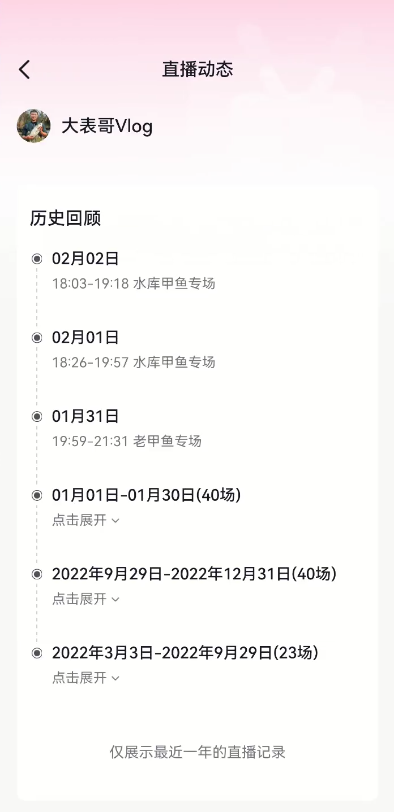 直播动态
大表哥Vlog
历史回顾
02月02日
18:03-19:18 水库甲鱼专场
02月01日
18:26-19:57 水库甲鱼专场
01月31日
19:59-21:31 老甲鱼专场
01月01日-01月30日(40场)
点击展开
2022年9月29日-2022年12月31日(40场)
点击展开
2022年3月3日-2022年9月29日(23场)
点击展开
仅展示最近一年的直播记录